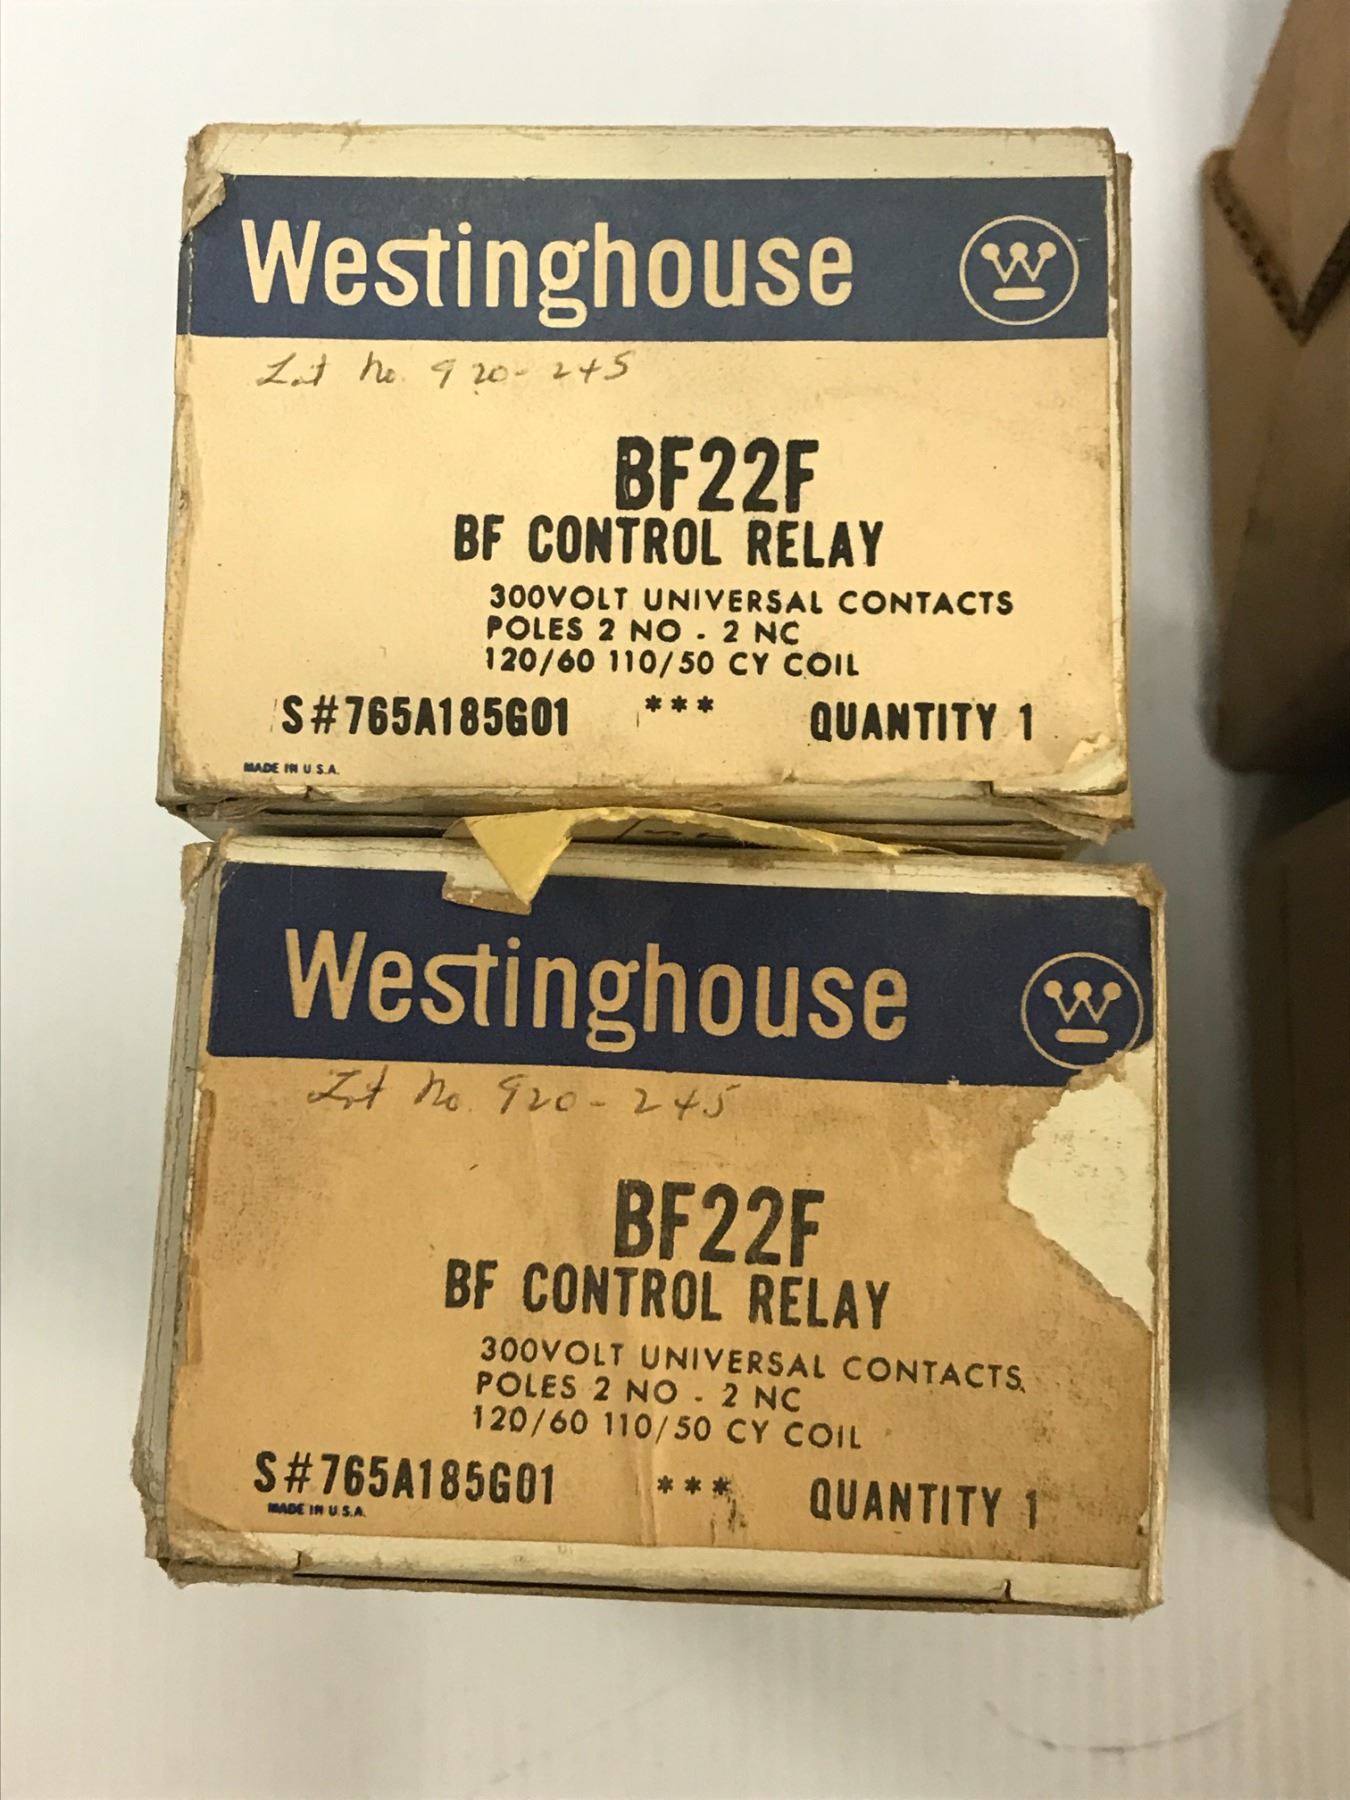 Westinghouse
Lot No. 920-245
BF22F
BF CONTROL RELAY
300VOLT UNIVERSAL CONTACTS
POLES 2 NO - 2 NC
120/60 110/50 CY COIL
S#765A185G01 *** QUANTITY 1
MADE IN U.S.A.
Westinghouse
Lot No. 920-245
BF22F
BF CONTROL RELAY
300VOLT UNIVERSAL CONTACTS
POLES 2 NO - 2 NC
120/60 110/50 CY COIL
S#765A185G01 *** QUANTITY 1
MADE IN U.S.A.